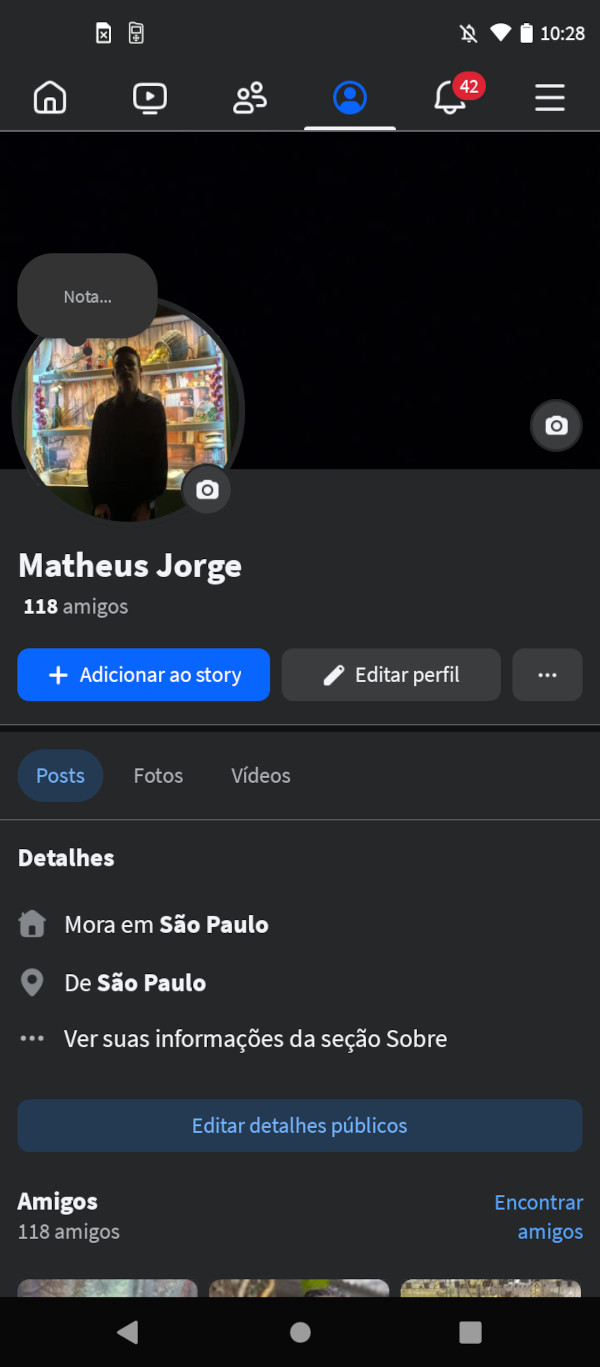 10:28
42
Nota...
Matheus Jorge
118 amigos
Adicionar ao story
Editar perfil
Posts
Fotos
Vídeos
Detalhes
Mora em São Paulo
De São Paulo
Ver suas informações da seção Sobre
Editar detalhes públicos
Amigos
118 amigos
Encontrar
amigos